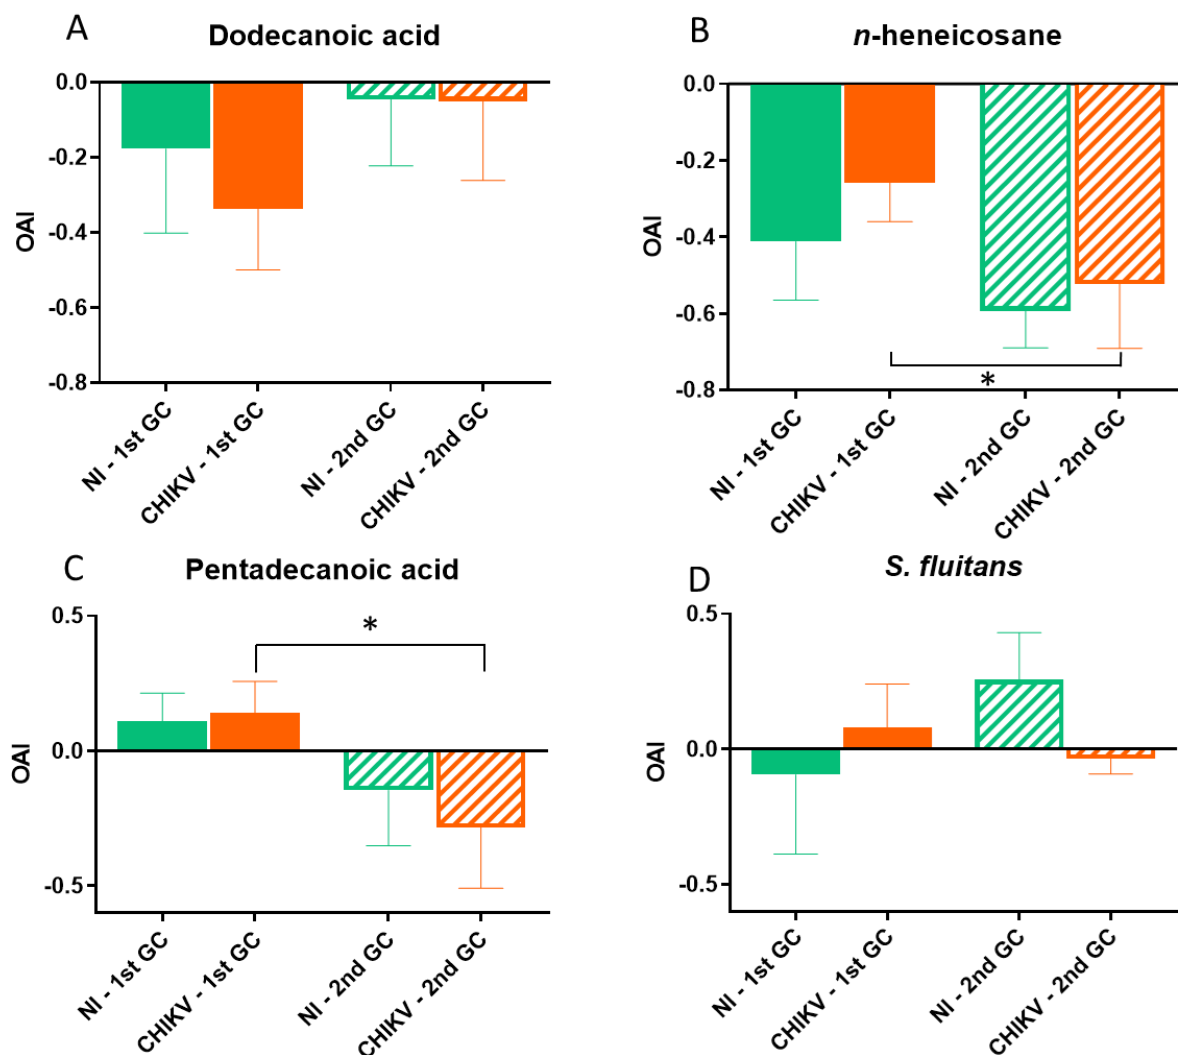 A
Dodecanoic acid
0.0
-0.2
-0.4
-0.6
-0.8
OAI
NI - 1st GC
CHIKV - 1st GC
NI - 2nd GC
CHIKV - 2nd GC
B
n-heneicosane
0.0
-0.2
-0.4
-0.6
-0.8
OAI
*
NI - 1st GC
CHIKV - 1st GC
NI - 2nd GC
CHIKV - 2nd GC
C
Pentadecanoic acid
0.5
0.0
-0.5
OAI
*
NI - 1st GC
CHIKV - 1st GC
NI - 2nd GC
CHIKV - 2nd GC
D
S. fluitans
0.5
0.0
-0.5
OAI
NI - 1st GC
CHIKV - 1st GC
NI - 2nd GC
CHIKV - 2nd GC